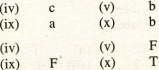 (iv) c (v) b
(ix) a (x) b
(iv) (v) F
(ix) F (x) T